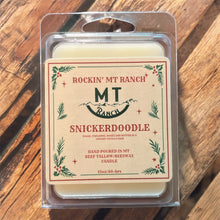 ROCKIN' MT RANCH
MT
RANCH
SNICKERDOODLE
HAND-POURED IN MT
BEEF TALLOW/BEESWAX
CANDLE